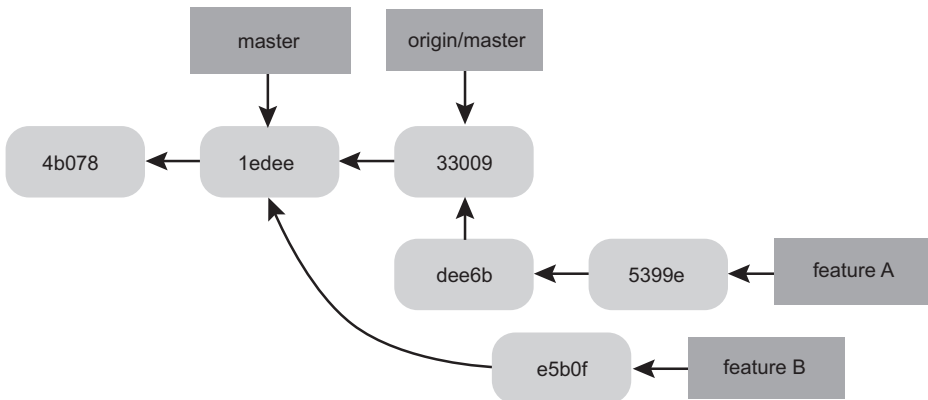 master
origin/master
4b078
1edee
33009
dee6b
5399e
feature A
e5b0f
feature B